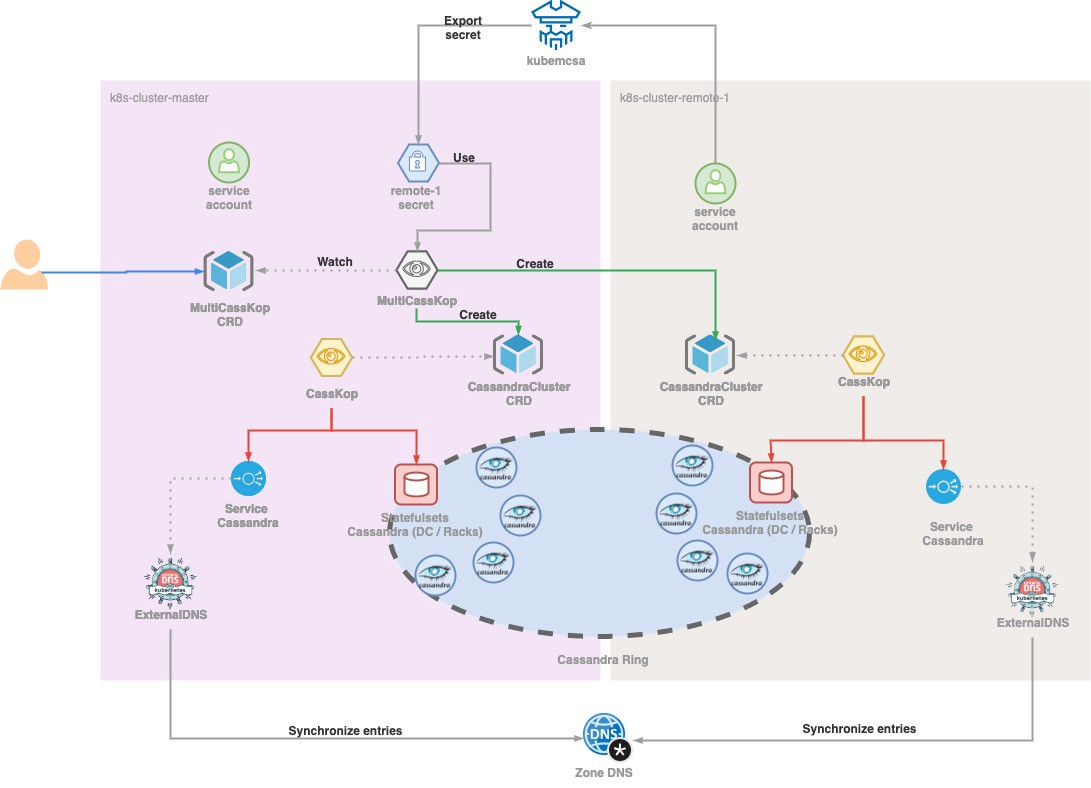 Export
secret
kubemcsa
k8s-cluster-master
k8s-cluster-remote-1
service
account
remote-1
secret
Use
service
account
MultiCassKop
CRD
Watch
MultiCassKop
Create
Create
CassKop
CassandraCluster
CRD
CassandraCluster
CRD
CassKop
Service
Cassandra
Statefulsets
Cassandra (DC / Racks)
cassandra
cassandra
cassandra
cassandra
cassandra
cassandra
cassandra
cassandra
Statefulsets
Cassandra (DC / Racks)
Service
Cassandra
DNS
kubernetes
ExternalDNS
DNS
kubernetes
ExternalDNS
Cassandra Ring
Synchronize entries
DNS
*
Zone DNS
Synchronize entries